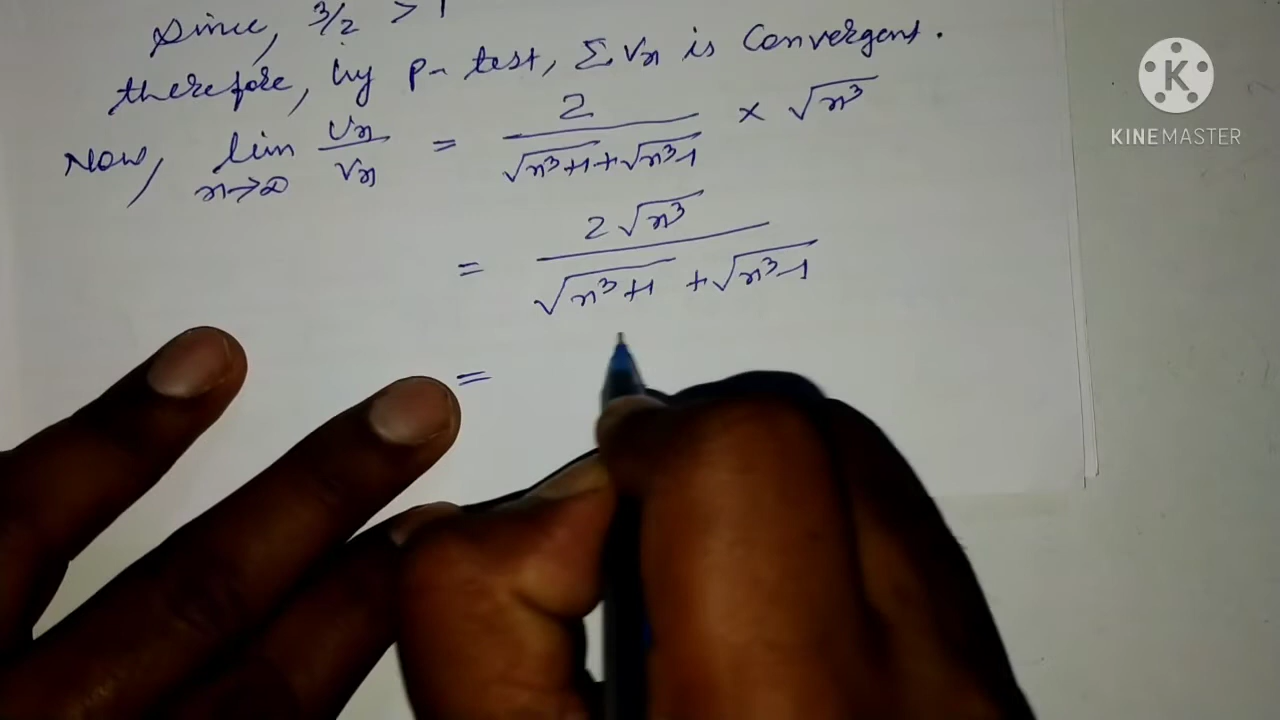 Since, 3/2 > 1
therefore, by p-test, Σvₙ is Convergent.
Now, lim n→∞ uₙ/vₙ = 2/(√n³+1 + √n³-1) × √n³
= 2√n³/(√n³+1 + √n³-1)
=
K
KINEMASTER